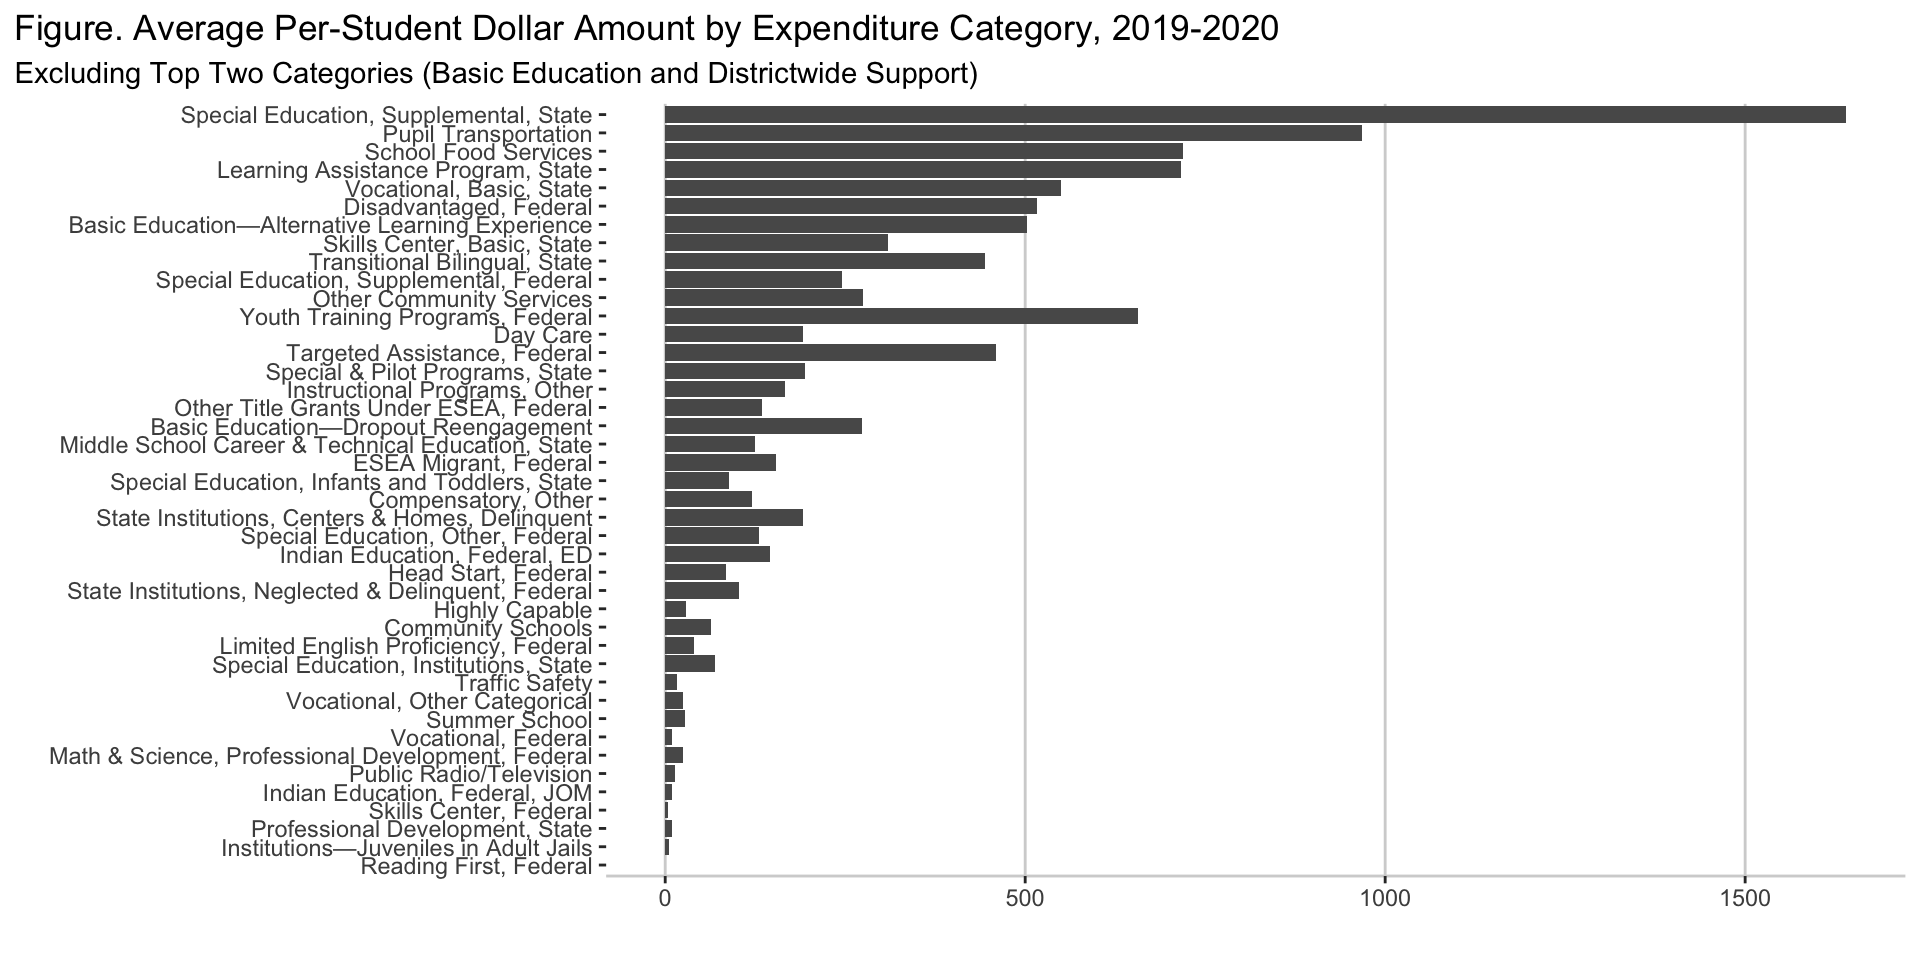 Figure. Average Per-Student Dollar Amount by Expenditure Category, 2019-2020
Excluding Top Two Categories (Basic Education and Districtwide Support)
Special Education, Supplemental, State
Pupil Transportation
School Food Services
Learning Assistance Program, State
Vocational, Basic, State
Disadvantaged, Federal
Basic Education—Alternative Learning Experience
Skills Center, Basic, State
Transitional Bilingual, State
Special Education, Supplemental, Federal
Other Community Services
Youth Training Programs, Federal
Day Care
Targeted Assistance, Federal
Special & Pilot Programs, State
Instructional Programs, Other
Other Title Grants Under ESEA, Federal
Basic Education—Dropout Reengagement
Middle School Career & Technical Education, State
ESEA Migrant, Federal
Special Education, Infants and Toddlers, State
Compensatory, Other
State Institutions, Centers & Homes, Delinquent
Special Education, Other, Federal
Indian Education, Federal, ED
Head Start, Federal
State Institutions, Neglected & Delinquent, Federal
Highly Capable
Community Schools
Limited English Proficiency, Federal
Special Education, Institutions, State
Traffic Safety
Vocational, Other Categorical
Summer School
Vocational, Federal
Math & Science, Professional Development, Federal
Public Radio/Television
Indian Education, Federal, JOM
Skills Center, Federal
Professional Development, State
Institutions—Juveniles in Adult Jails
Reading First, Federal
0 500 1000 1500